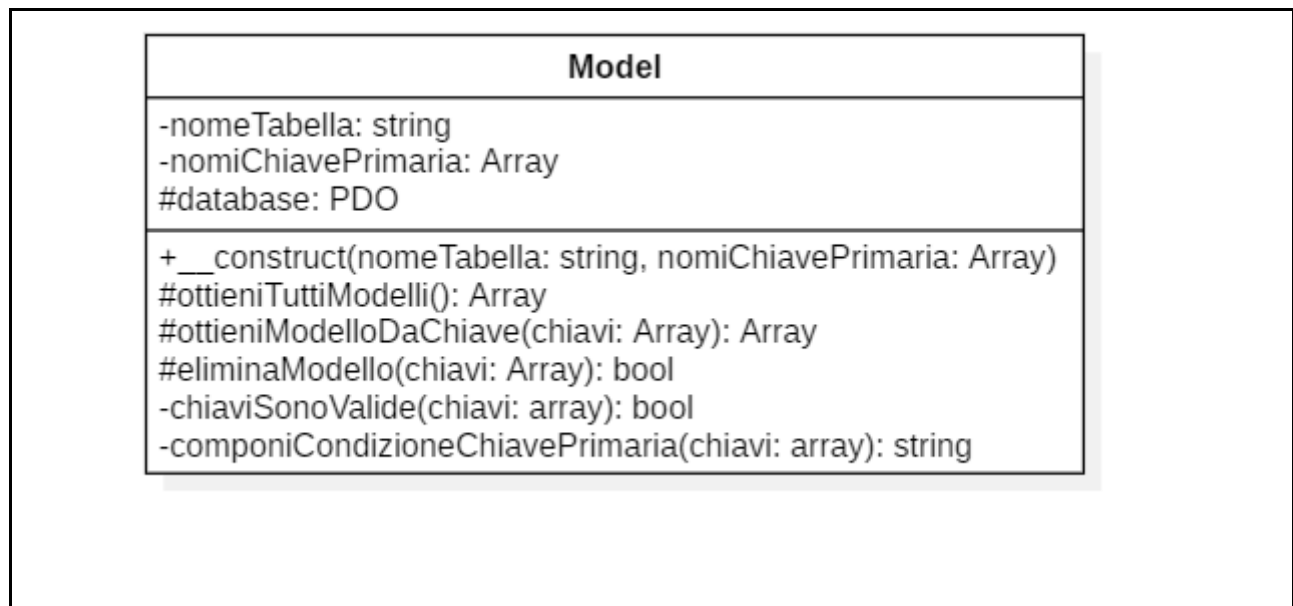 Model
-nomeTabella: string
-nomiChiavePrimaria: Array
#database: PDO
+__construct(nomeTabella: string, nomiChiavePrimaria: Array)
#ottieniTuttiModelli(): Array
#ottieniModelloDaChiave(chiavi: Array): Array
#eliminaModello(chiavi: Array): bool
-chiaviSonoValide(chiavi: array): bool
-componiCondizioneChiavePrimaria(chiavi: array): string